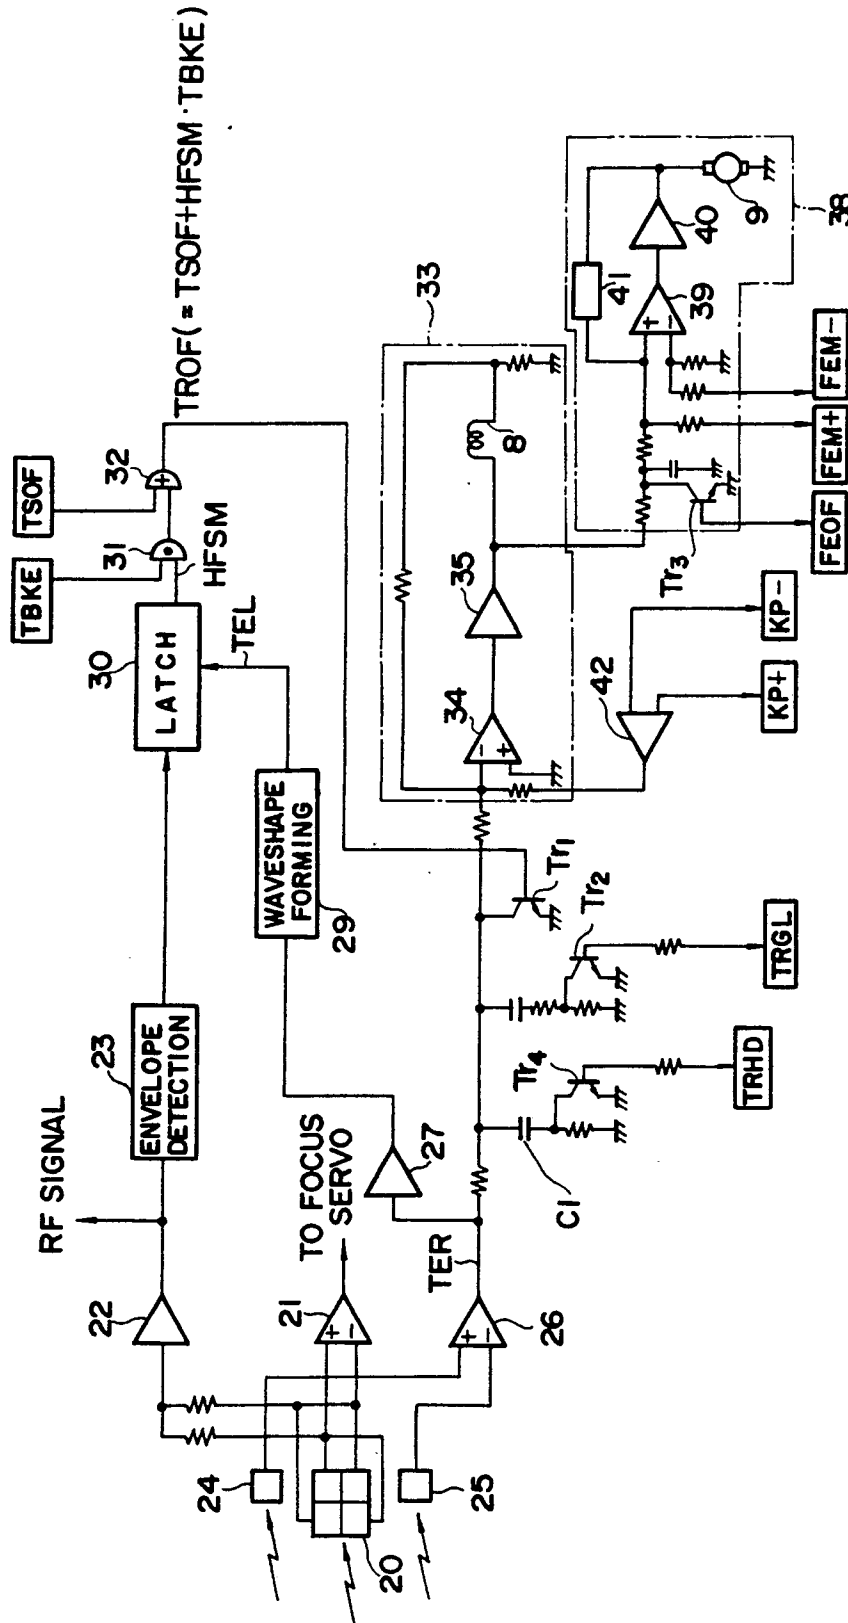 RF SIGNAL
22
23
ENVELOPE
DETECTION
30
LATCH
TBKE
31
HFSM
TSOF
32
TROF(=TSOF+HFSM·TBKE)
TEL
WAVESHAPE
FORMING
29
24
20
25
21
+
−
TO FOCUS
SERVO
27
26
+
−
TER
C1
Tr4
TRHD
Tr2
TRGL
Tr1
33
34
−
+
35
8
42
KP+
KP−
Tr3
FEOF
FEM+
FEM−
41
39
+
−
40
9
38